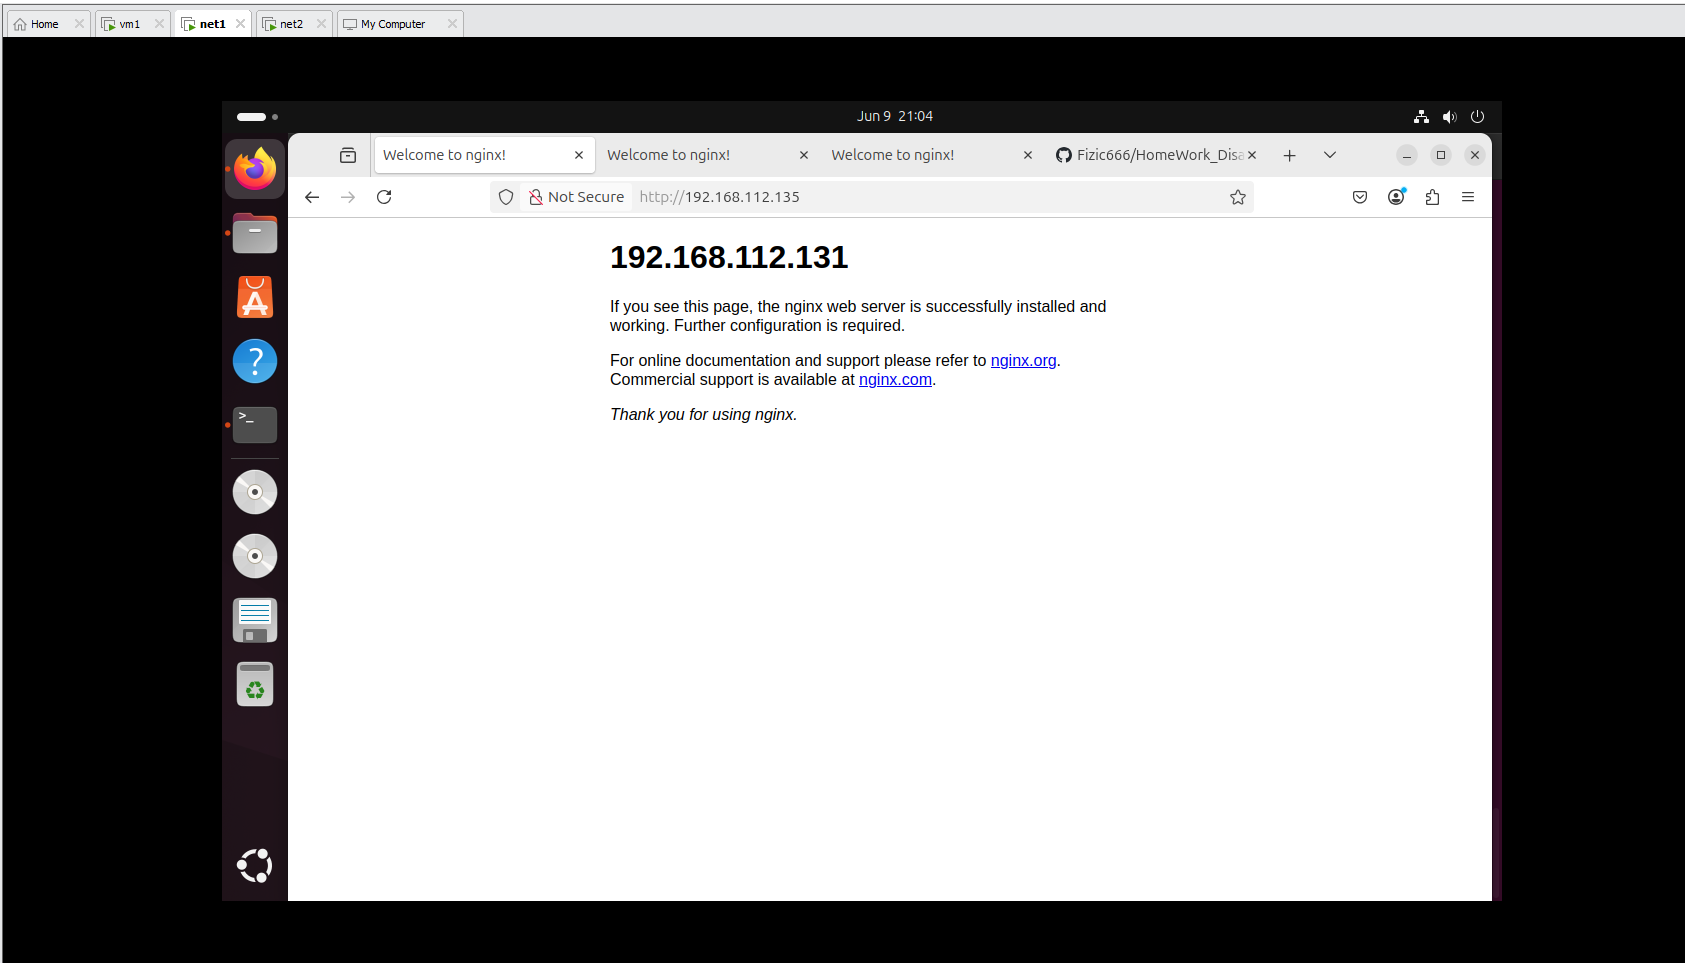 Home
vm1
net1
net2
My Computer
Jun 9 21:04
Welcome to nginx!
Welcome to nginx!
Welcome to nginx!
Fizic666/HomeWork_Disa
Not Secure
http://192.168.112.135
192.168.112.131
If you see this page, the nginx web server is successfully installed and
working. Further configuration is required.
For online documentation and support please refer to nginx.org.
Commercial support is available at nginx.com.
Thank you for using nginx.